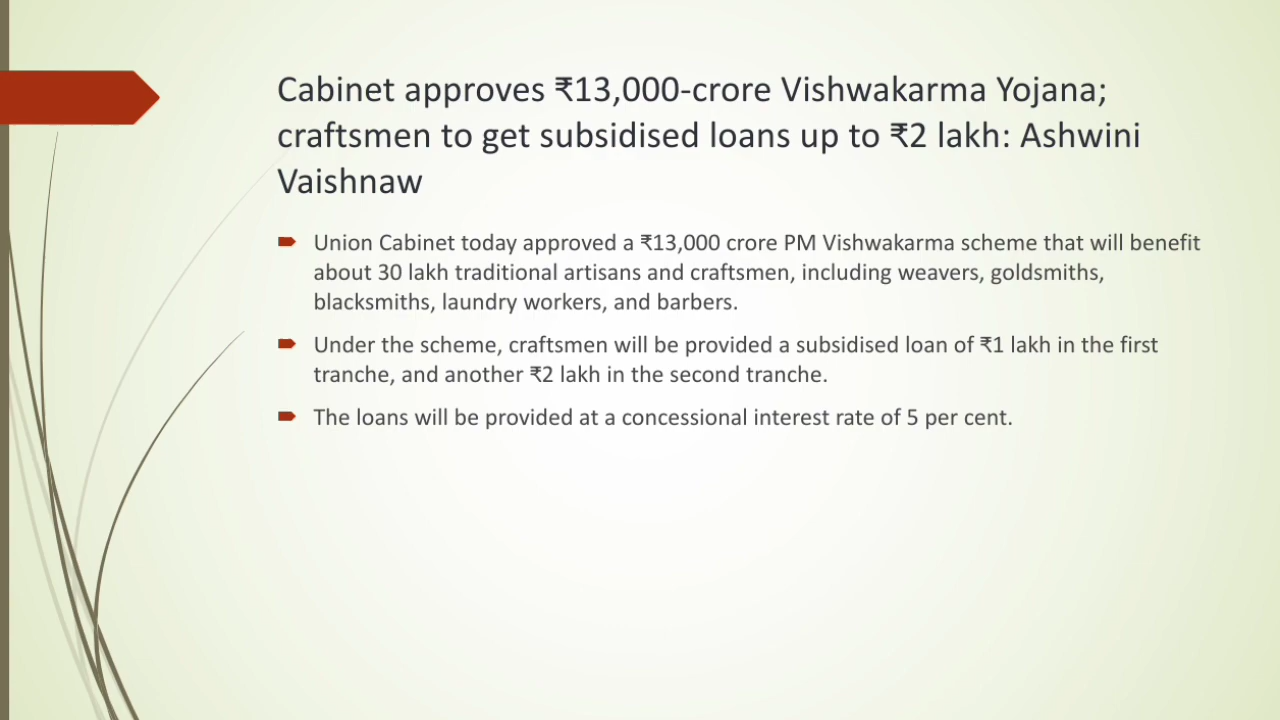 Cabinet approves ₹13,000-crore Vishwakarma Yojana;
craftsmen to get subsidised loans up to ₹2 lakh: Ashwini
Vaishnaw
Union Cabinet today approved a ₹13,000 crore PM Vishwakarma scheme that will benefit
about 30 lakh traditional artisans and craftsmen, including weavers, goldsmiths,
blacksmiths, laundry workers, and barbers.
Under the scheme, craftsmen will be provided a subsidised loan of ₹1 lakh in the first
tranche, and another ₹2 lakh in the second tranche.
The loans will be provided at a concessional interest rate of 5 per cent.